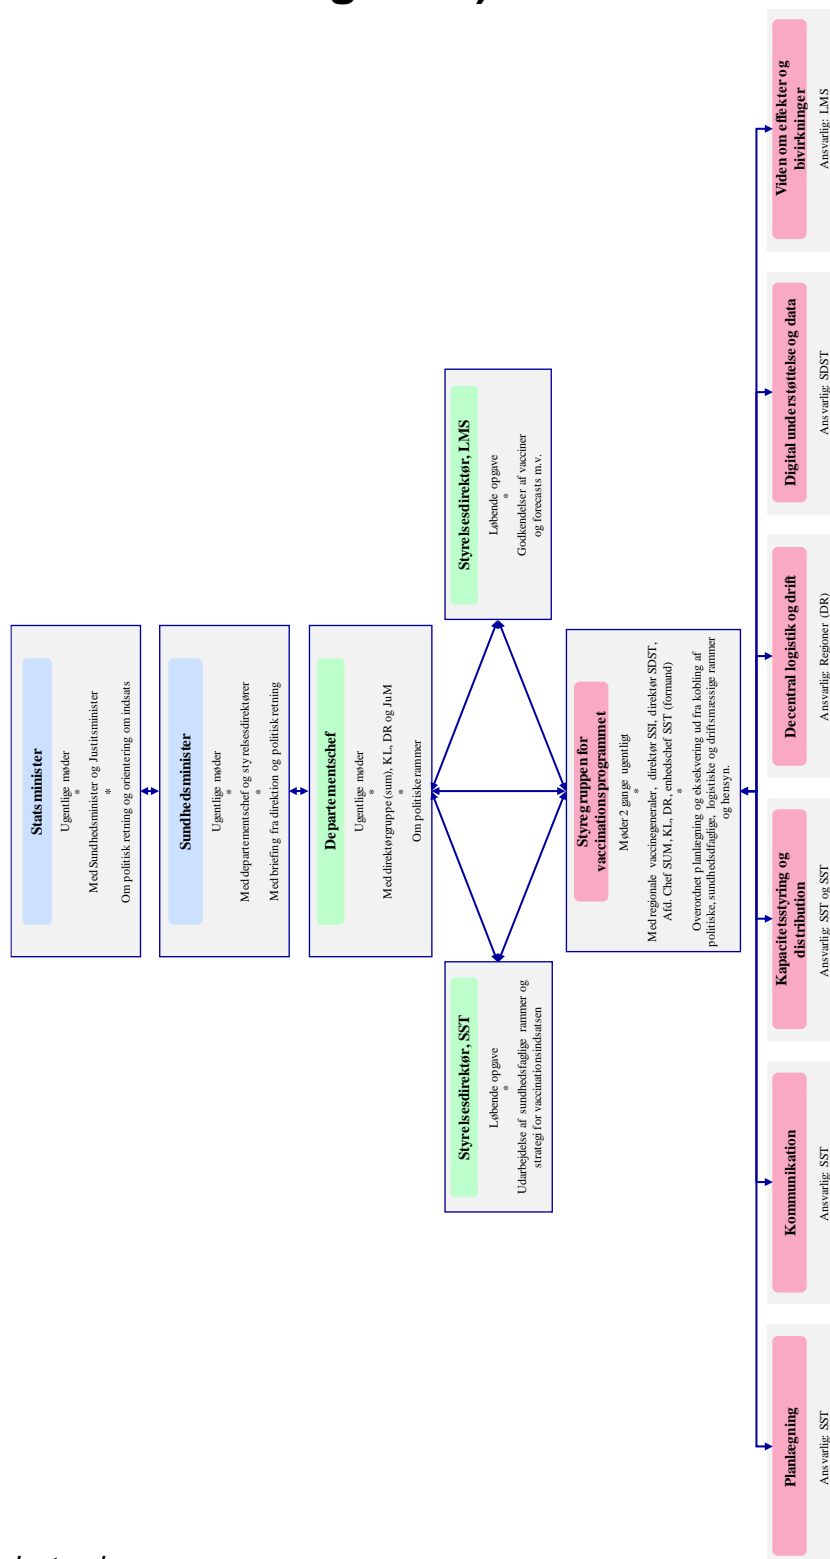 Statsminister
Ugentlige møder
*
Med Sundhedsminister og Justitsminister
*
Om politisk retning og orientering om indsats
Sundhedsminister
Ugentlige møder
*
Med departementschef og styrelsesdirektører
*
Med briefing fra direktion og politisk retning
Departementschef
Ugentlige møder
*
Med direktørgruppe (sum), KL, DR og JuM
*
Om politiske rammer
Styrelsesdirektør, SST
Løbende opgave
*
Udarbejdelse af sundhedsfaglige rammer og
strategi for vaccinationsindsatsen
Styrelsesdirektør, LMS
Løbende opgave
*
Godkendelser af vacciner
og forecasts m.v.
Styregruppen for
vaccinationsprogrammet
Møder 2 gange ugentligt
*
Med regionale vaccinegeneraler, direktør SSI, direktør SDST,
Afd. Chef SUM, KL, DR, enhedschef SST (formand)
*
Overordnet planlægning og eksekvering ud fra kobling af
politiske, sundhedsfaglige, logistiske og driftsmæssige rammer
og hensyn.
Planlægning
Ansvarlig: SST
Kommunikation
Ansvarlig: SST
Kapacitetsstyring og
distribution
Ansvarlig: SST og SST
Decentral logistik og drift
Ansvarlig: Regioner (DR)
Digital understøttelse og data
Ansvarlig: SDST
Viden om effekter og
bivirkninger
Ansvarlig: LMS